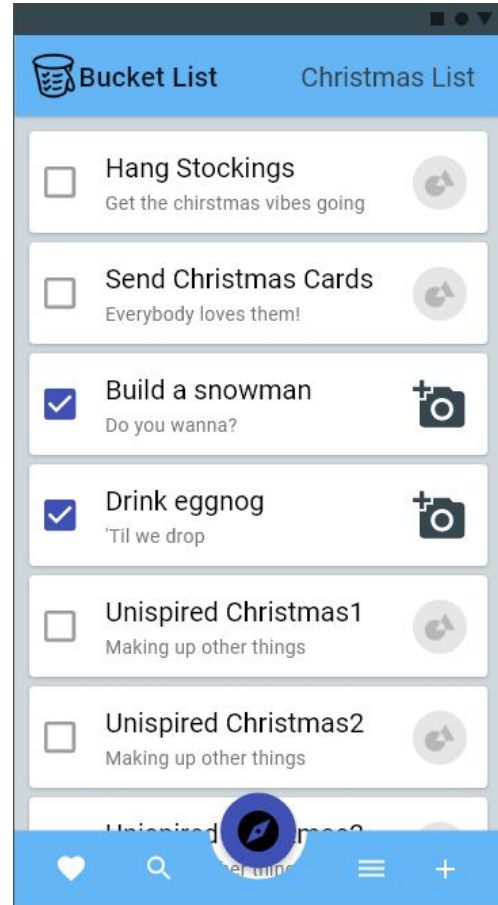 Bucket List
Christmas List
Hang Stockings
Get the chirstmas vibes going
Send Christmas Cards
Everybody loves them!
Build a snowman
Do you wanna?
Drink eggnog
'Til we drop
Unispired Christmas1
Making up other things
Unispired Christmas2
Making up other things